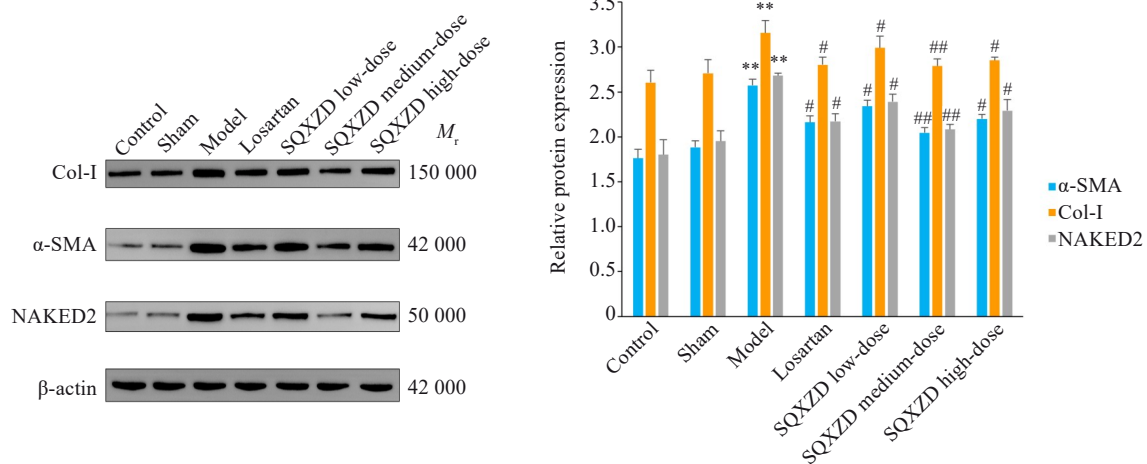 Control
Sham
Model
Losartan
SQXZD low-dose
SQXZD medium-dose
SQXZD high-dose
Mr
Col-I
150 000
α-SMA
42 000
NAKED2
50 000
β-actin
42 000
Relative protein expression
3.5
3.0
2.5
2.0
1.5
1.0
0.5
0
**
**
**
#
#
#
#
#
#
##
##
##
#
#
#
Control
Sham
Model
Losartan
SQXZD low-dose
SQXZD medium-dose
SQXZD high-dose
α-SMA
Col-I
NAKED2